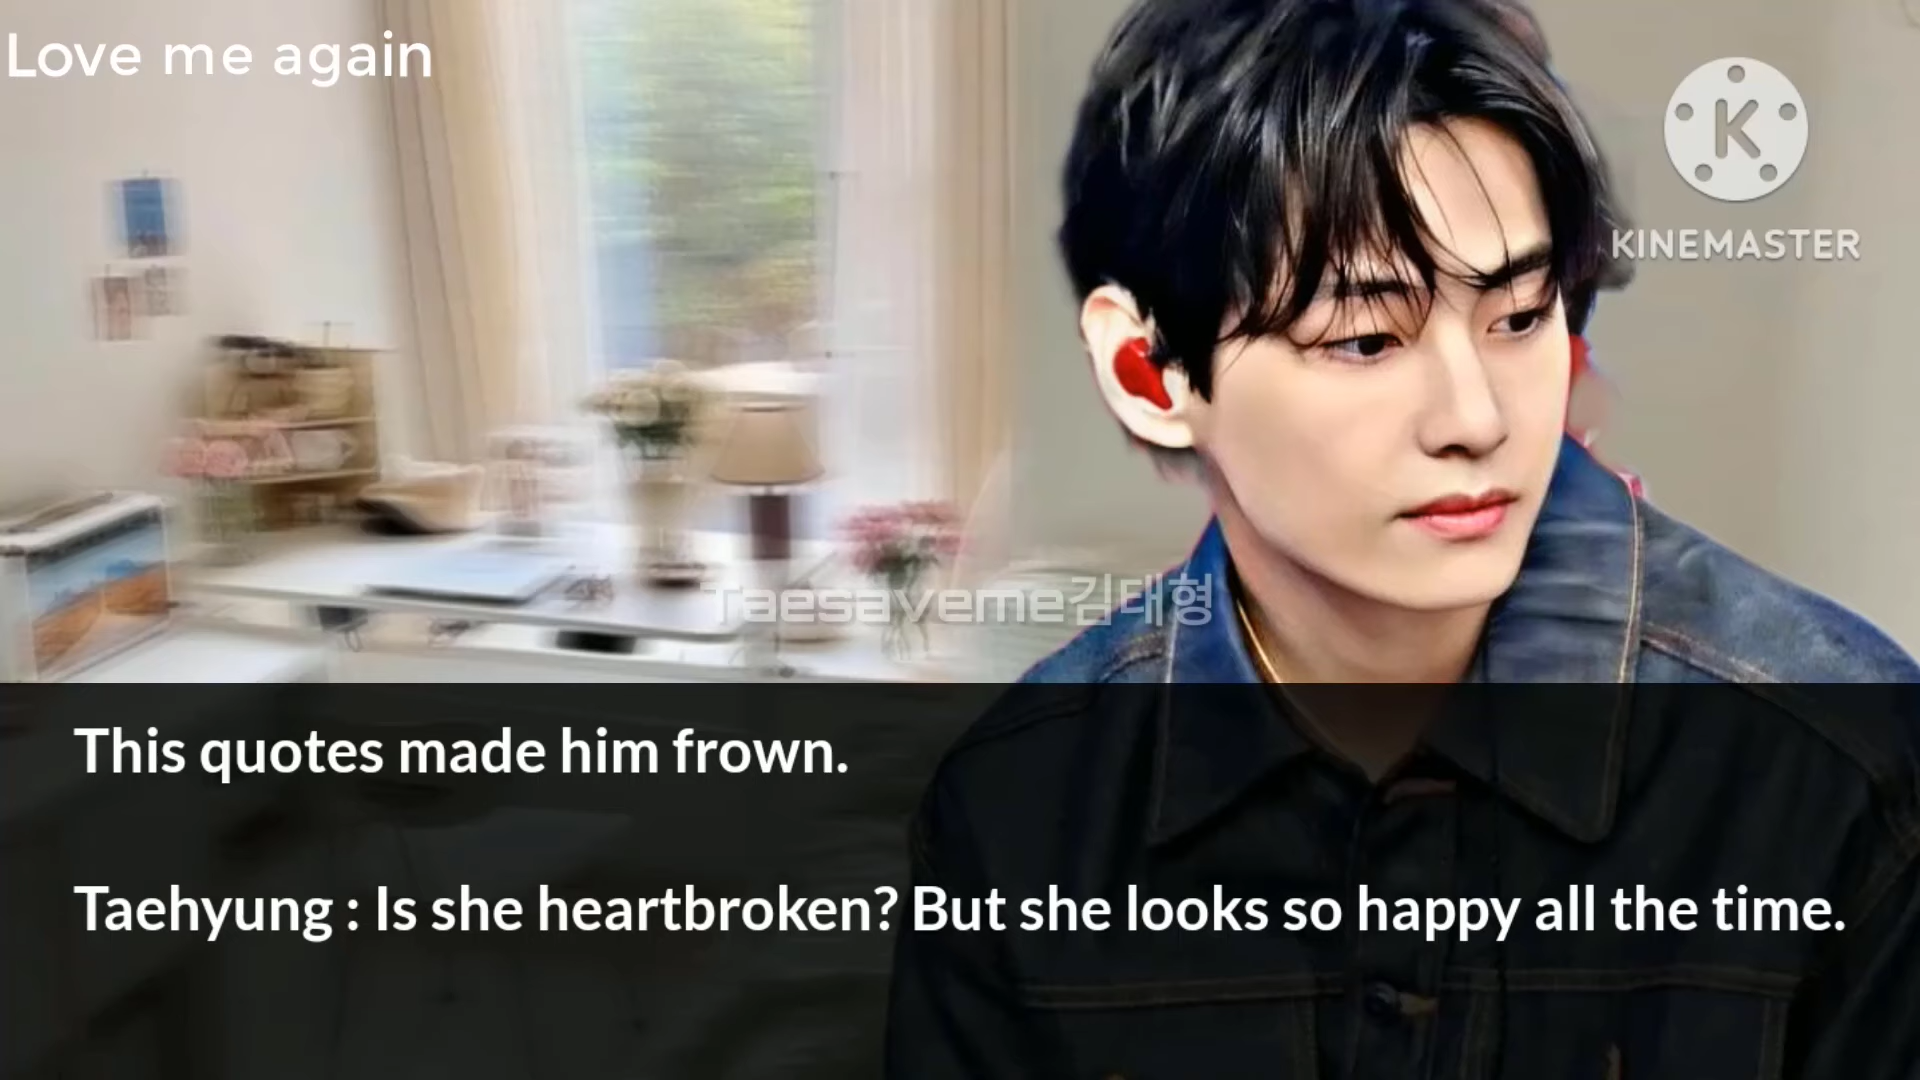 Love me again
KINEMASTER
Taesaveme김태형
This quotes made him frown.
Taehyung : Is she heartbroken? But she looks so happy all the time.